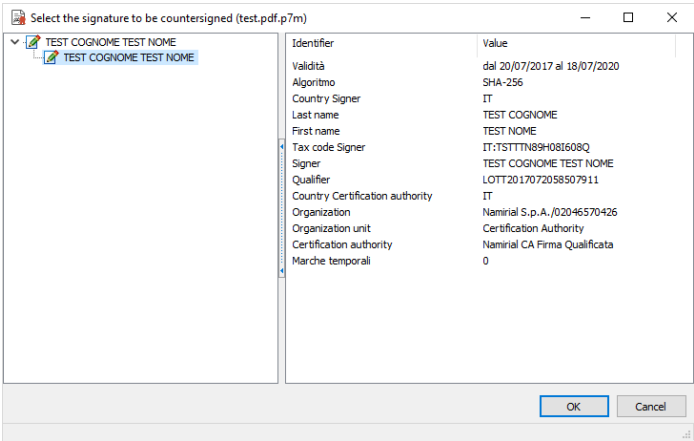 Select the signature to be countersigned (test.pdf.p7m)
TEST COGNOME TEST NOME
TEST COGNOME TEST NOME
Identifier Value
Validità dal 20/07/2017 al 18/07/2020
Algoritmo SHA-256
Country Signer IT
Last name TEST COGNOME
First name TEST NOME
Tax code Signer IT:TSTTTN89H08I608Q
Signer TEST COGNOME TEST NOME
Qualifier LOTT2017072058507911
Country Certification authority IT
Organization Namirial S.p.A./02046570426
Organization unit Certification Authority
Certification authority Namirial CA Firma Qualificata
Marche temporali 0
OK Cancel